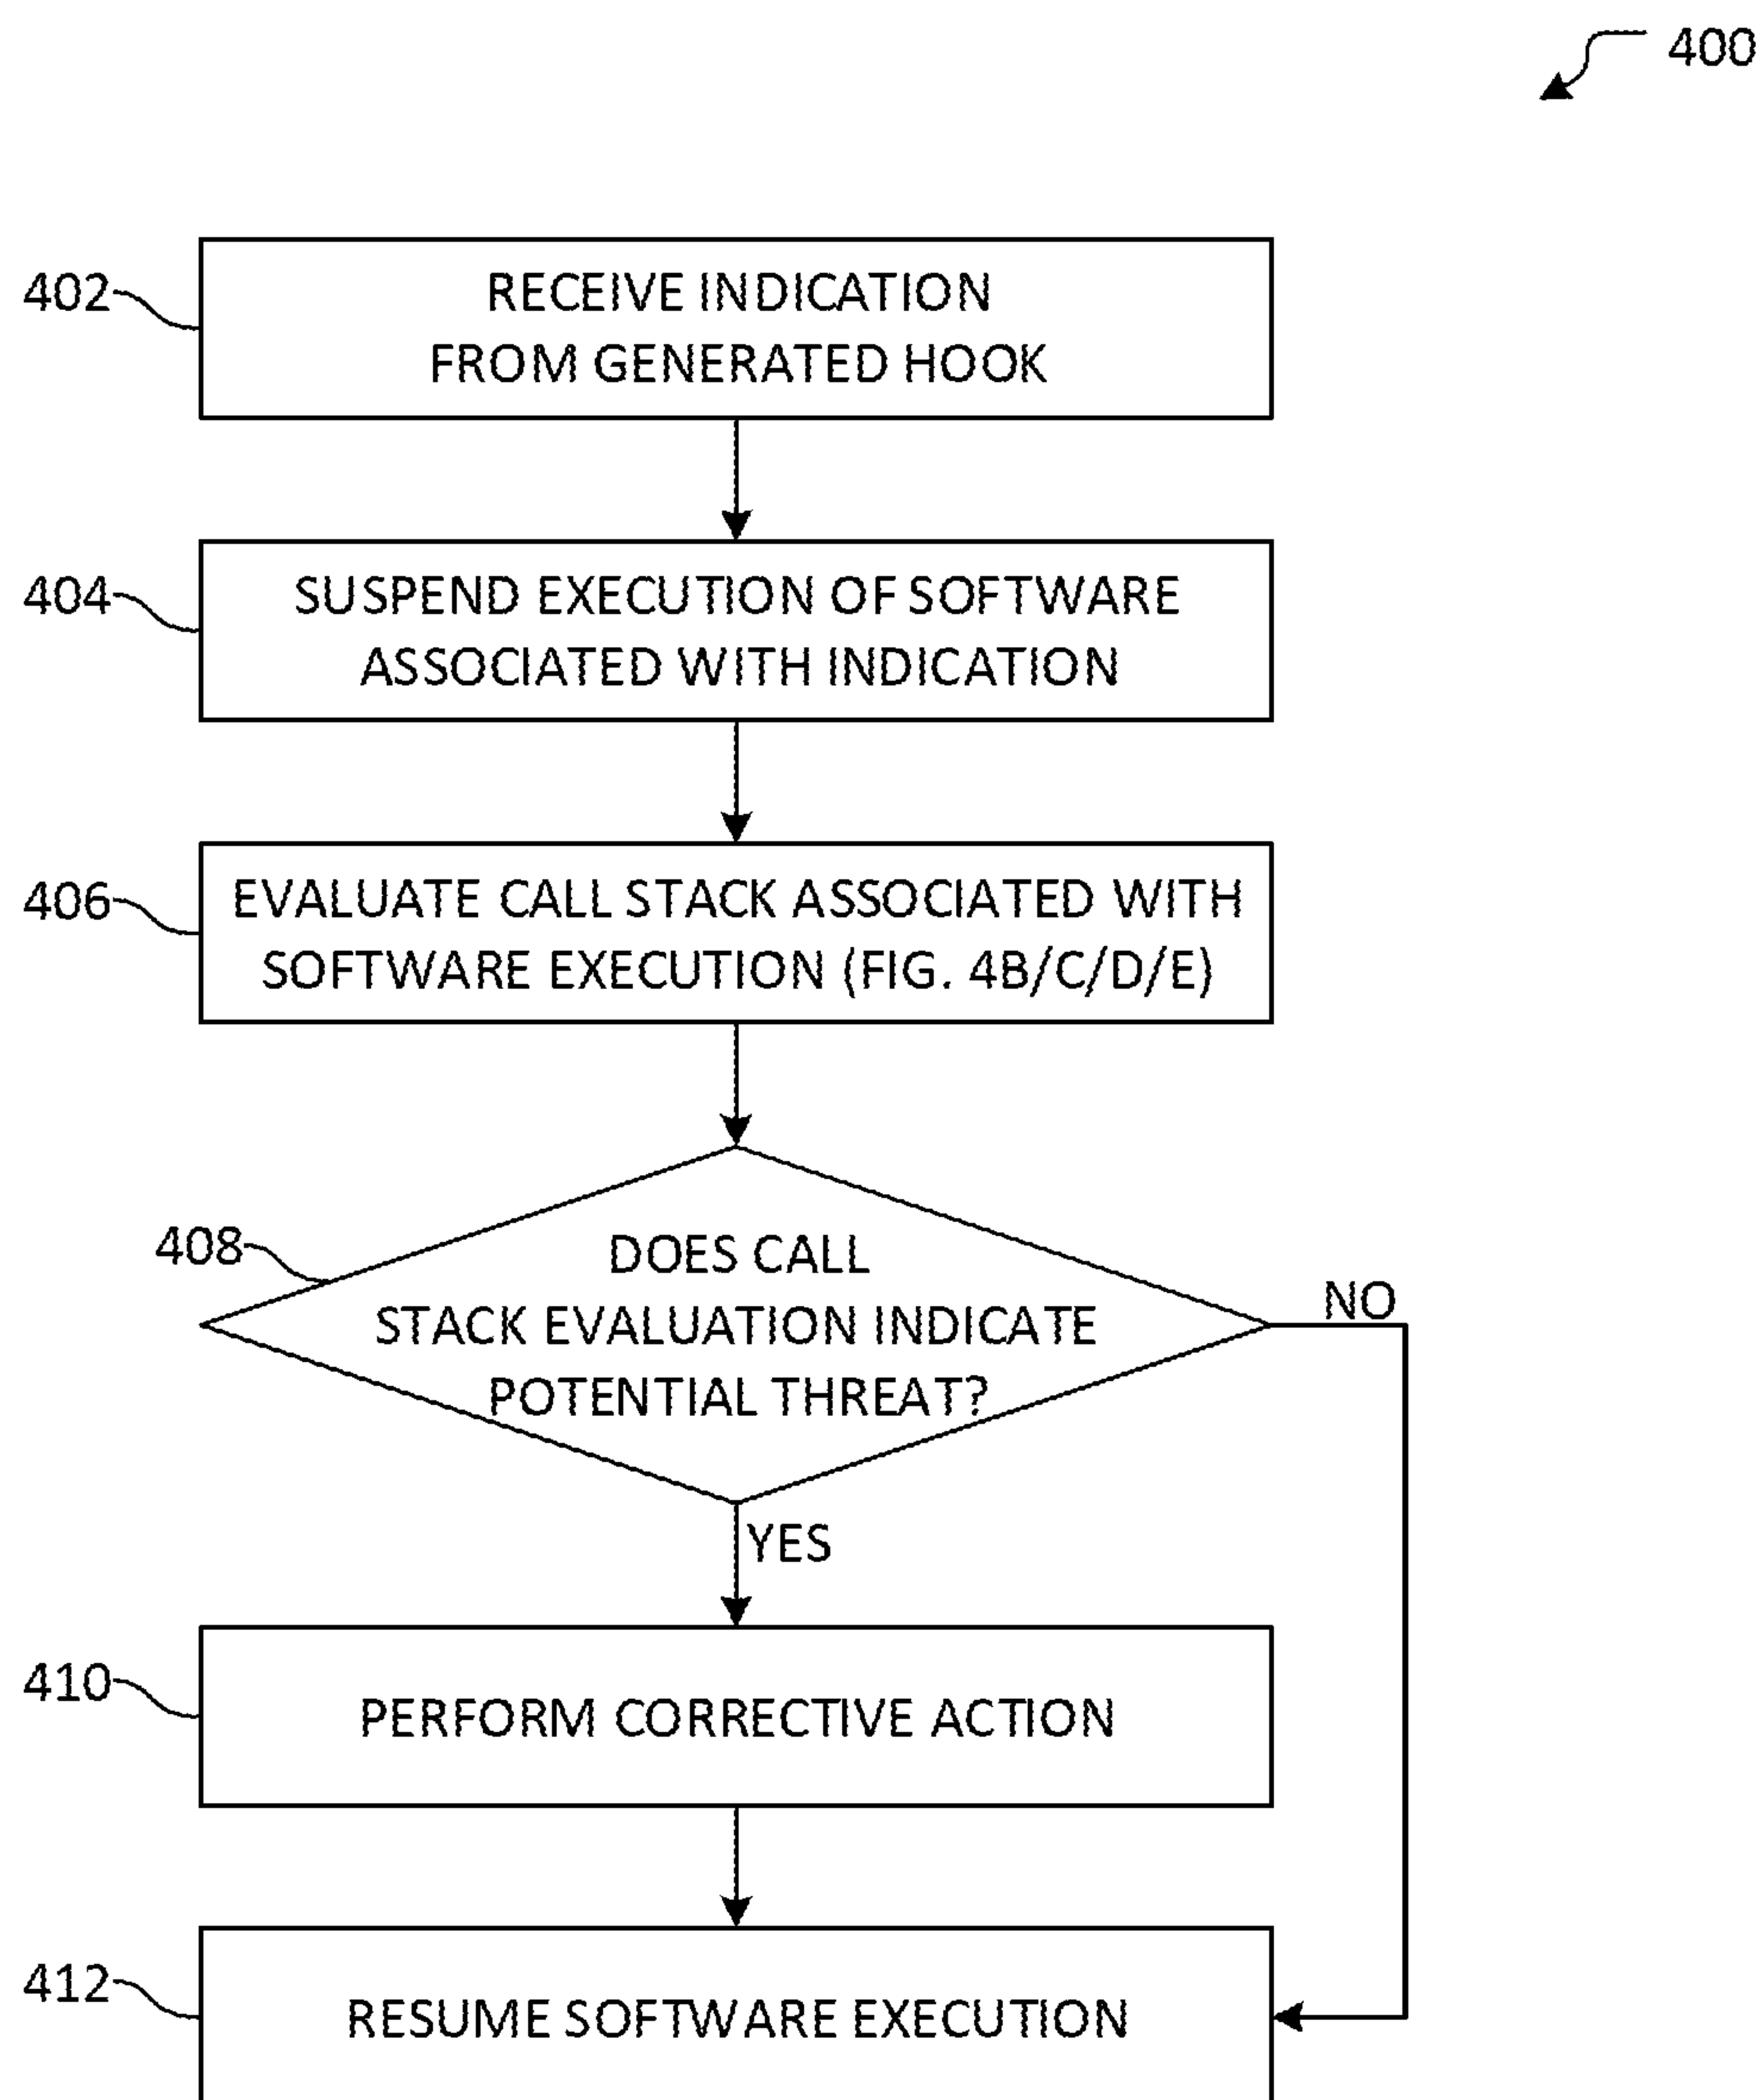 400
402
RECEIVE INDICATION
FROM GENERATED HOOK
404
SUSPEND EXECUTION OF SOFTWARE
ASSOCIATED WITH INDICATION
406
EVALUATE CALL STACK ASSOCIATED WITH
SOFTWARE EXECUTION (FIG. 4B/C/D/E)
408
DOES CALL
STACK EVALUATION INDICATE
POTENTIAL THREAT?
NO
YES
410
PERFORM CORRECTIVE ACTION
412
RESUME SOFTWARE EXECUTION